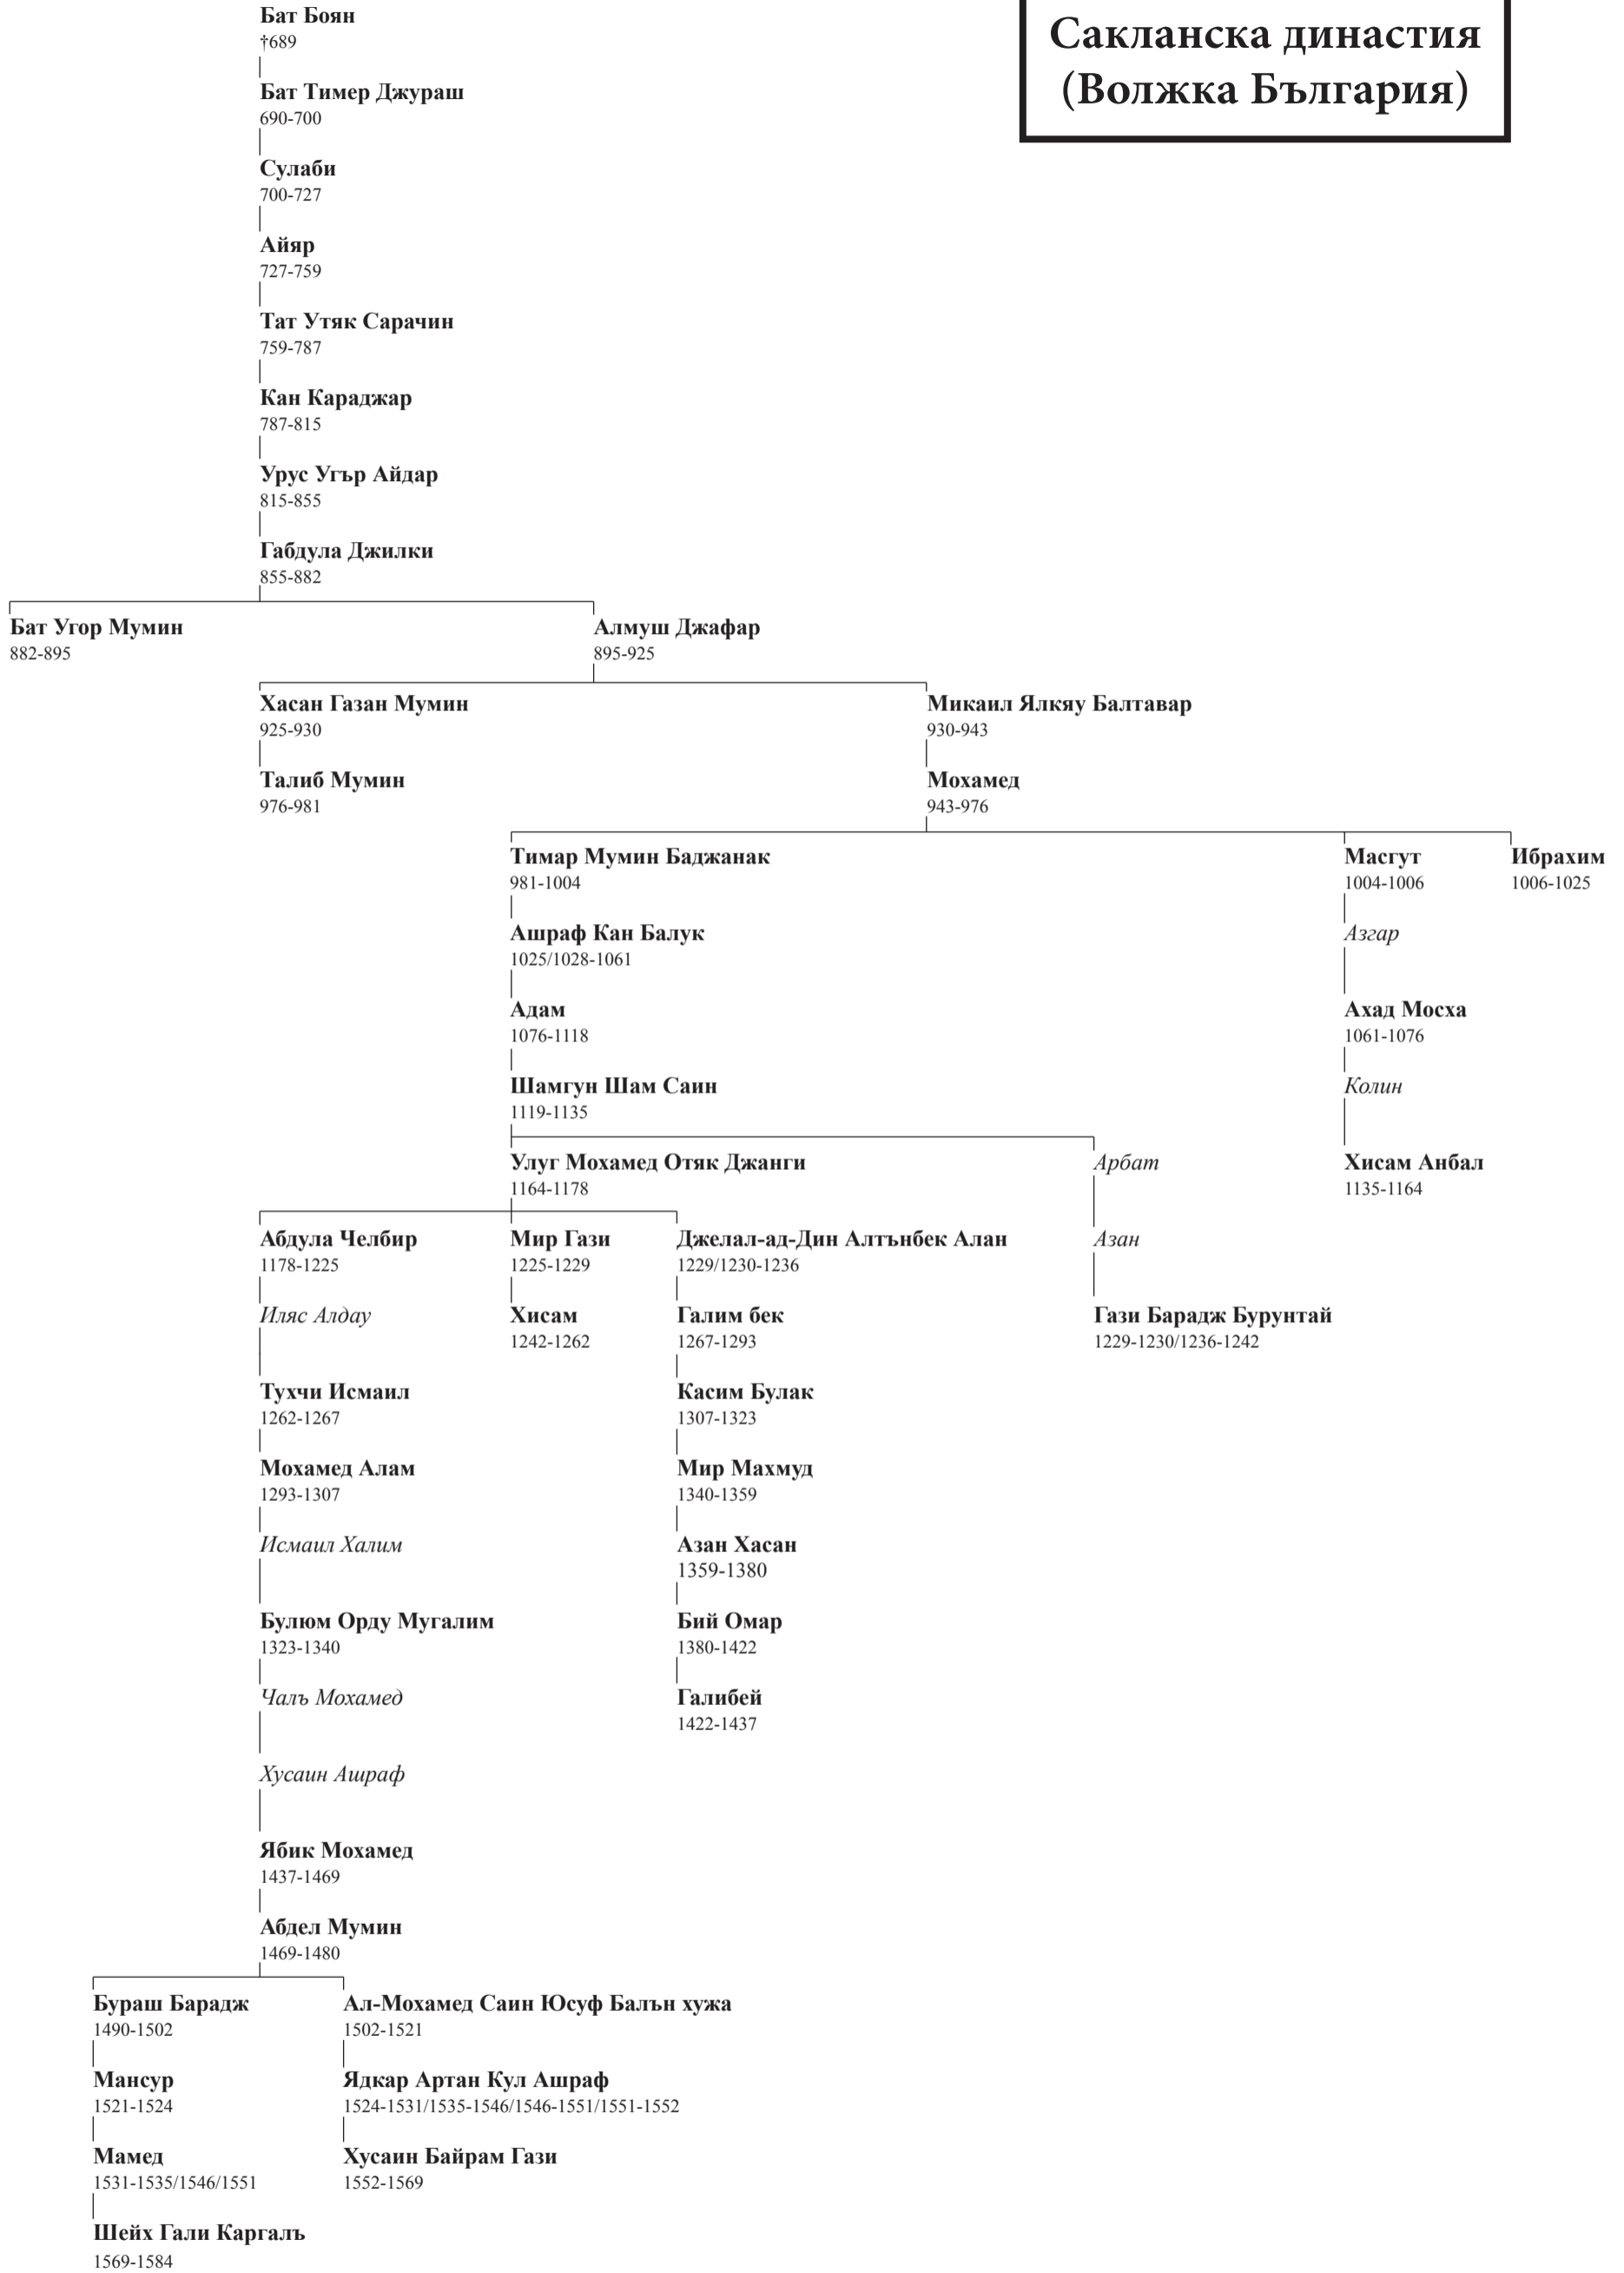 Сакланска династия
(Волжка България)
Бат Боян
†689
Бат Тимер Джураш
690-700
Сулаби
700-727
Айяр
727-759
Тат Утяк Сарачин
759-787
Кан Караджар
787-815
Урус Угър Айдар
815-855
Габдула Джилки
855-882
Бат Угор Мумин
882-895
Алмуш Джафар
895-925
Хасан Газан Мумин
925-930
Микаил Ялкяу Балтавар
930-943
Талиб Мумин
976-981
Мохамед
943-976
Тимар Мумин Баджанак
981-1004
Масгут
1004-1006
Ибрахим
1006-1025
Ашраф Кан Балук
1025/1028-1061
Азгар
Адам
1076-1118
Ахад Мосха
1061-1076
Шамгун Шам Саин
1119-1135
Колин
Улуг Мохамед Отяк Джанги
1164-1178
Арбат
Хисам Анбал
1135-1164
Абдула Челбир
1178-1225
Мир Гази
1225-1229
Джелал-ад-Дин Алтънбек Алан
1229/1230-1236
Азан
Иляс Алдау
Хисам
1242-1262
Галим бек
1267-1293
Гази Барадж Бурунтай
1229-1230/1236-1242
Тухчи Исмаил
1262-1267
Касим Булак
1307-1323
Мохамед Алам
1293-1307
Мир Махмуд
1340-1359
Исмаил Халим
Азан Хасан
1359-1380
Булюм Орду Мугалим
1323-1340
Бий Омар
1380-1422
Чалъ Мохамед
Галибей
1422-1437
Хусаин Ашраф
Ябик Мохамед
1437-1469
Абдел Мумин
1469-1480
Бураш Барадж
1490-1502
Ал-Мохамед Саин Юсуф Балън хужа
1502-1521
Мансур
1521-1524
Ядкар Артан Кул Ашраф
1524-1531/1535-1546/1546-1551/1551-1552
Мамед
1531-1535/1546/1551
Хусаин Байрам Гази
1552-1569
Шейх Гали Каргалъ
1569-1584